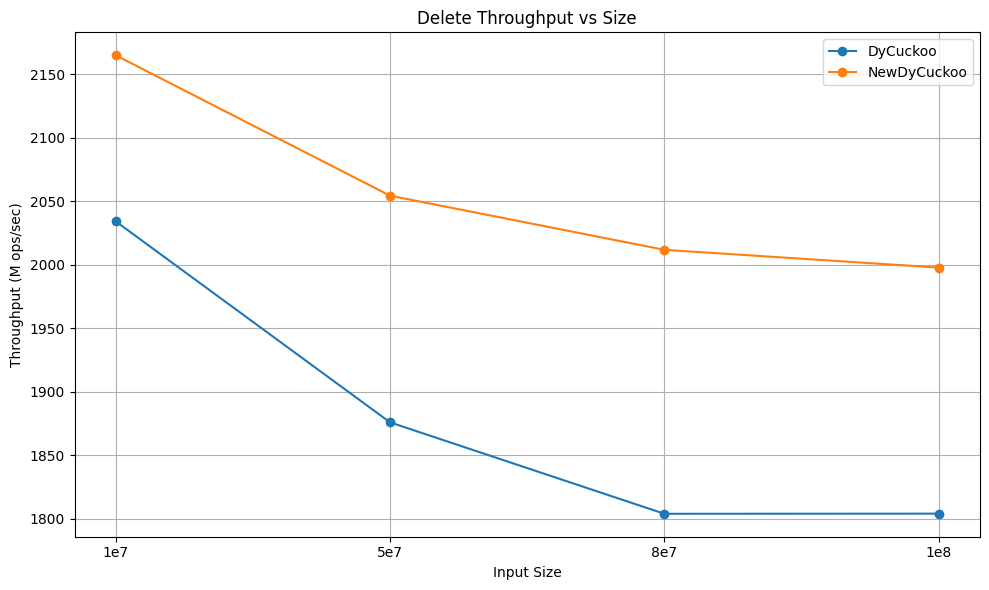 Delete Throughput vs Size
DyCuckoo
NewDyCuckoo
Throughput (M ops/sec)
2150
2100
2050
2000
1950
1900
1850
1800
1e7 5e7 8e7 1e8
Input Size